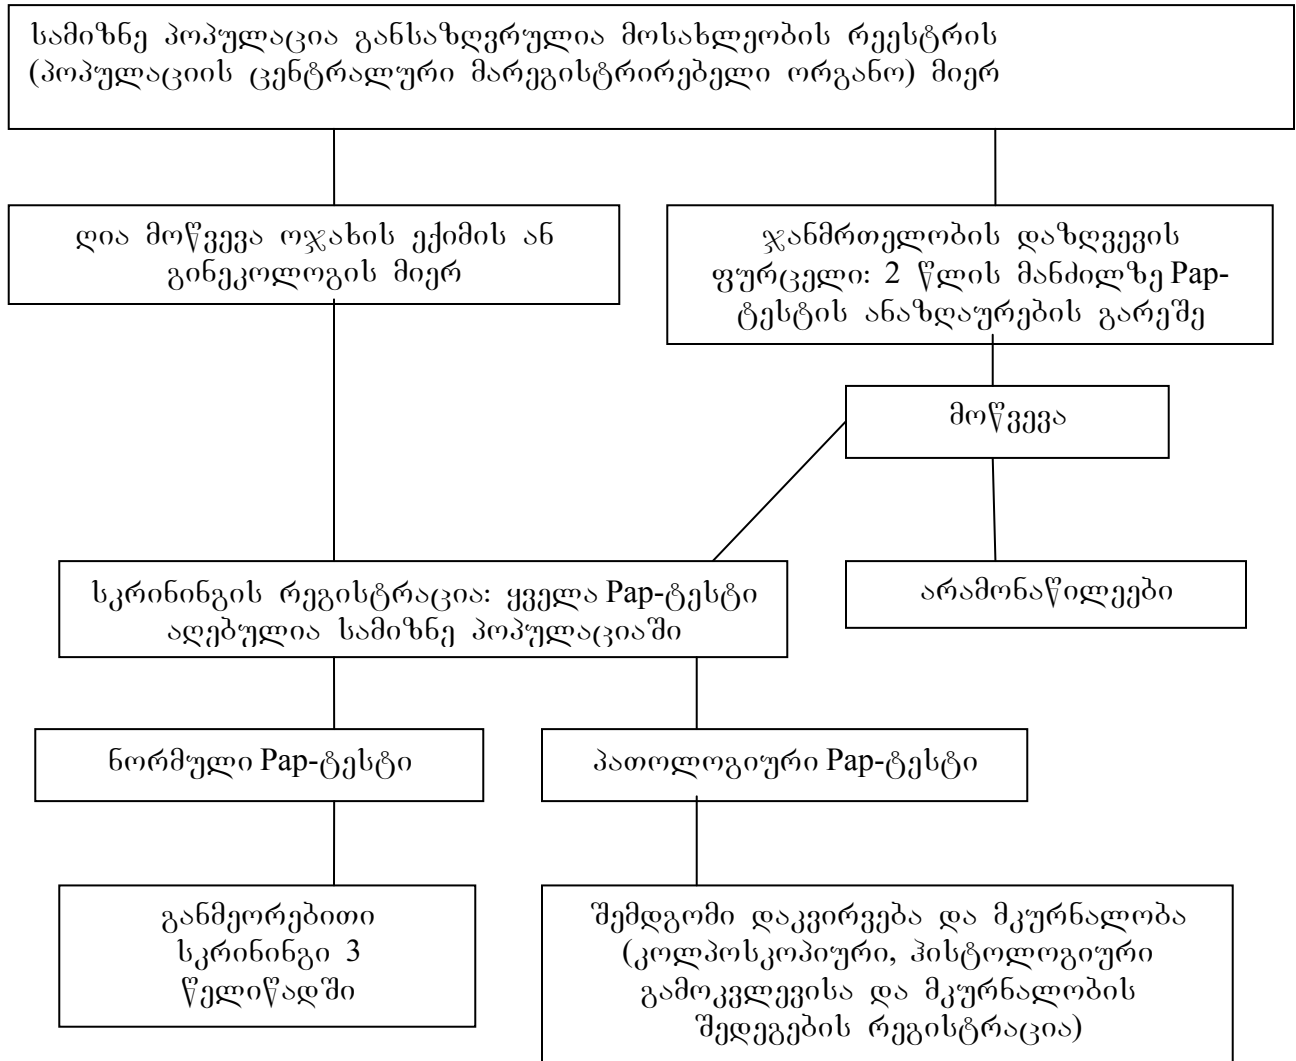 სამიზნე პოპულაცია განსაზღვრულია მოსახლეობის რეესტრის
(პოპულაციის ცენტრალური მარეგისტრირებელი ორგანო) მიერ
ღია მოწვევა ოჯახის ექიმის ან
გინეკოლოგის მიერ
ჯანმრთელობის დაზღვევის
ფურცელი: 2 წლის მანძილზე Pap-
ტესტის ანაზღაურების გარეშე
მოწვევა
სკრინინგის რეგისტრაცია: ყველა Pap-ტესტი
აღებულია სამიზნე პოპულაციაში
არამონაწილეები
ნორმული Pap-ტესტი
პათოლოგიური Pap-ტესტი
განმეორებითი
სკრინინგი 3
წელიწადში
შემდგომი დაკვირვება და მკურნალობა
(კოლპოსკოპიური, ჰისტოლოგიური
გამოკვლევისა და მკურნალობის
შედეგების რეგისტრაცია)